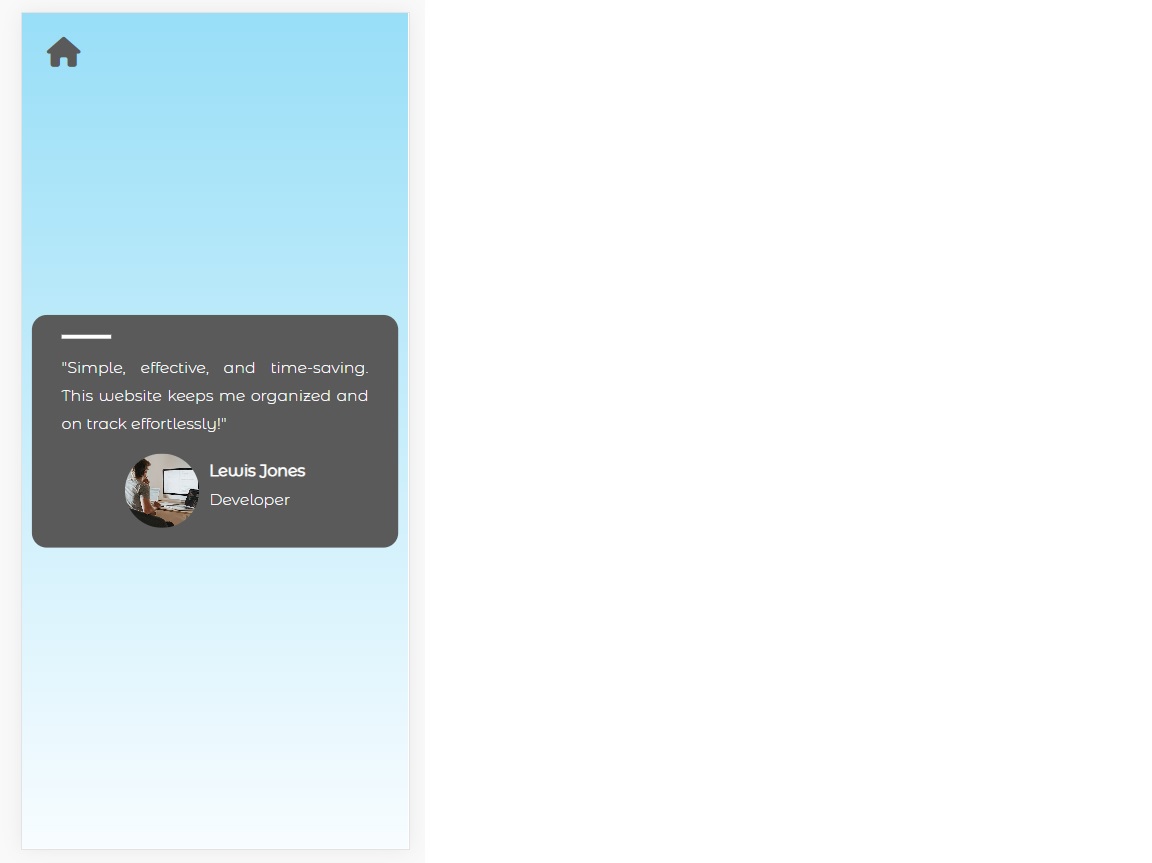 "Simple, effective, and time-saving.
This website keeps me organized and
on track effortlessly!"
Lewis Jones
Developer